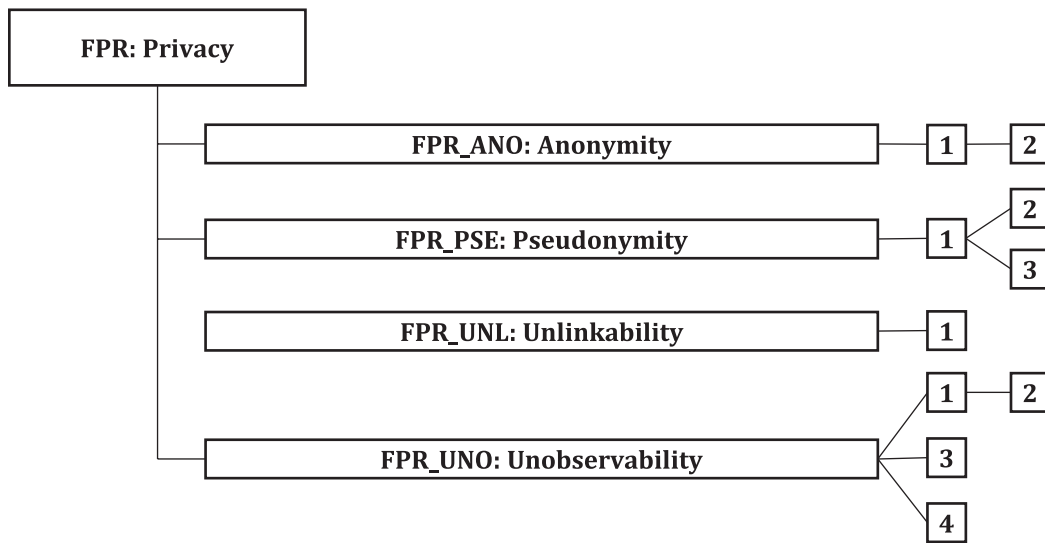 FPR: Privacy
FPR_ANO: Anonymity 1 2
2
FPR_PSE: Pseudonymity 1
3
FPR_UNL: Unlinkability 1
1 2
FPR_UNO: Unobservability 3
4